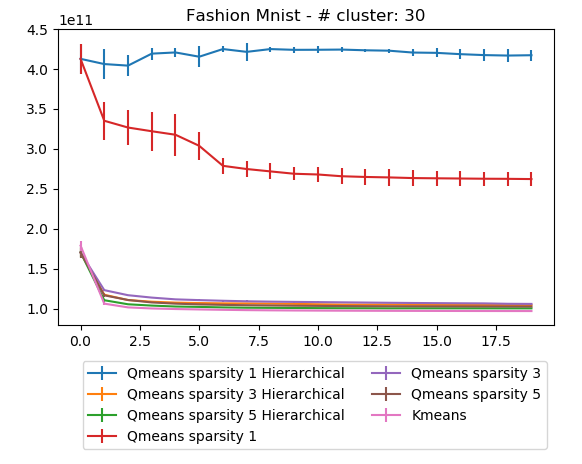 Fashion Mnist - # cluster: 30
1e11
4.5
4.0
3.5
3.0
2.5
2.0
1.5
1.0
0.0 2.5 5.0 7.5 10.0 12.5 15.0 17.5
Qmeans sparsity 1 Hierarchical
Qmeans sparsity 3 Hierarchical
Qmeans sparsity 5 Hierarchical
Qmeans sparsity 1
Qmeans sparsity 3
Qmeans sparsity 5
Kmeans